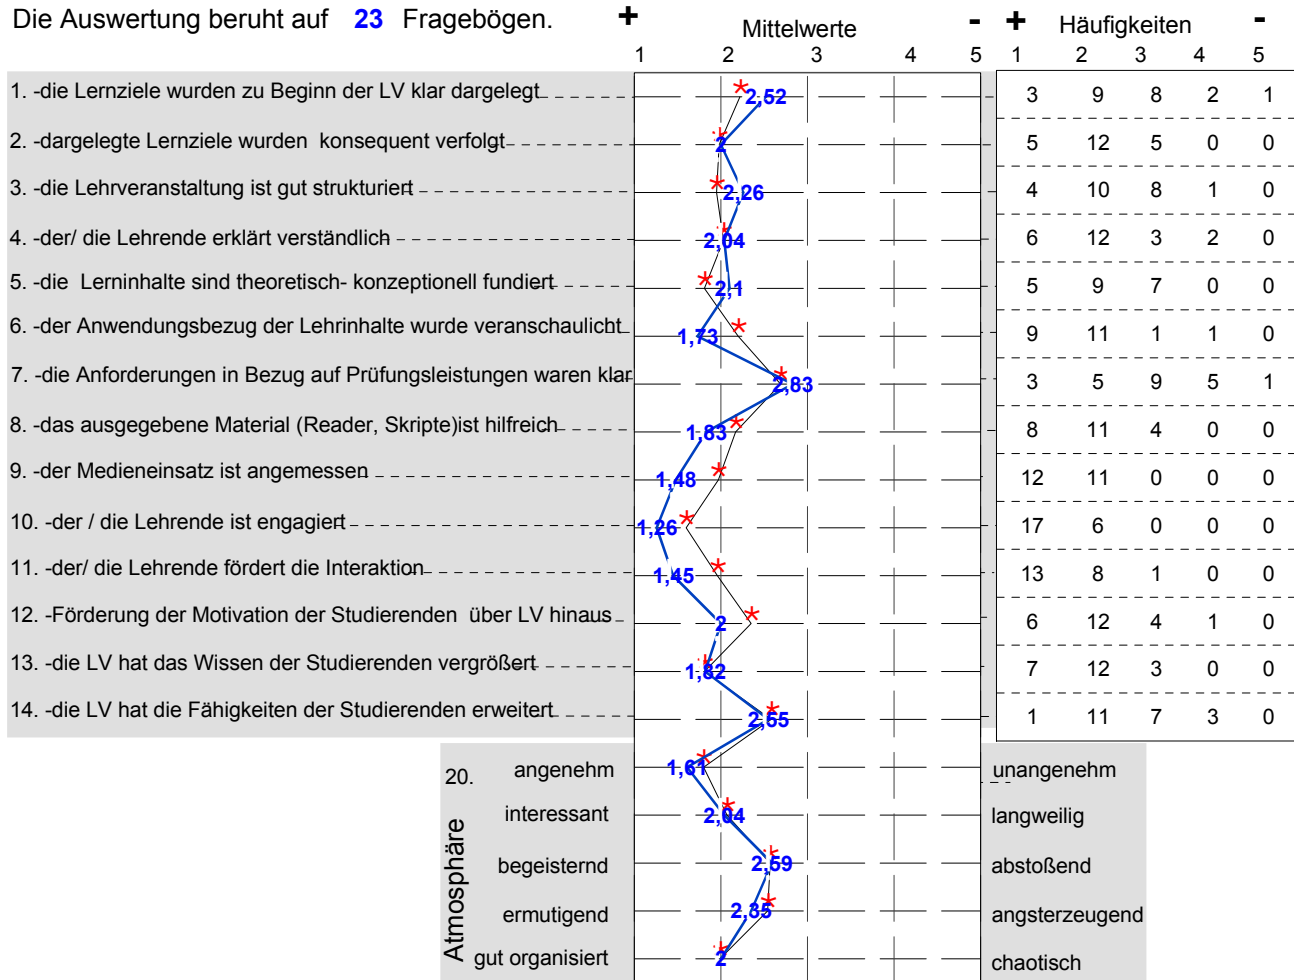 Die Auswertung beruht auf 23 Fragebögen.
+ Mittelwerte - + Häufigkeiten -
1 2 3 4 5 1 2 3 4 5
1. -die Lernziele wurden zu Beginn der LV klar dargelegt 2,52 3 9 8 2 1
2. -dargelegte Lernziele wurden konsequent verfolgt 2 5 12 5 0 0
3. -die Lehrveranstaltung ist gut strukturiert 2,26 4 10 8 1 0
4. -der/ die Lehrende erklärt verständlich 2,04 6 12 3 2 0
5. -die Lerninhalte sind theoretisch- konzeptionell fundiert 2,1 5 9 7 0 0
6. -der Anwendungsbezug der Lehrinhalte wurde veranschaulicht 1,73 9 11 1 1 0
7. -die Anforderungen in Bezug auf Prüfungsleistungen waren klar 2,83 3 5 9 5 1
8. -das ausgegebene Material (Reader, Skripte)ist hilfreich 1,83 8 11 4 0 0
9. -der Medieneinsatz ist angemessen 1,48 12 11 0 0 0
10. -der / die Lehrende ist engagiert 1,26 17 6 0 0 0
11. -der/ die Lehrende fördert die Interaktion 1,45 13 8 1 0 0
12. -Förderung der Motivation der Studierenden über LV hinaus 2 6 12 4 1 0
13. -die LV hat das Wissen der Studierenden vergrößert 1,82 7 12 3 0 0
14. -die LV hat die Fähigkeiten der Studierenden erweitert 2,55 1 11 7 3 0
20. angenehm 1,61 unangenehm
Atmosphäre
interessant 2,04 langweilig
begeisternd 2,59 abstoßend
ermutigend 2,35 angsterzeugend
gut organisiert 2 chaotisch